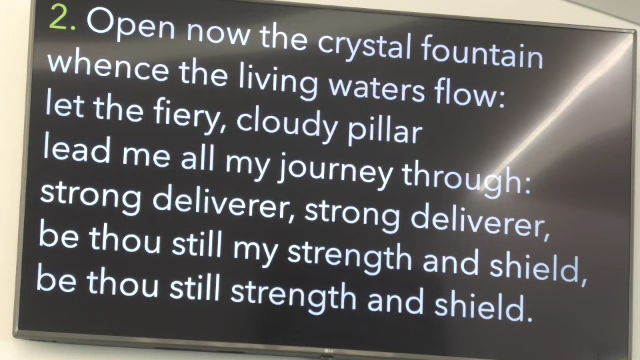 2. Open now the crystal fountain
whence the living waters flow:
let the fiery, cloudy pillar
lead me all my journey through:
strong deliverer, strong deliverer,
be thou still my strength and shield,
be thou still strength and shield.